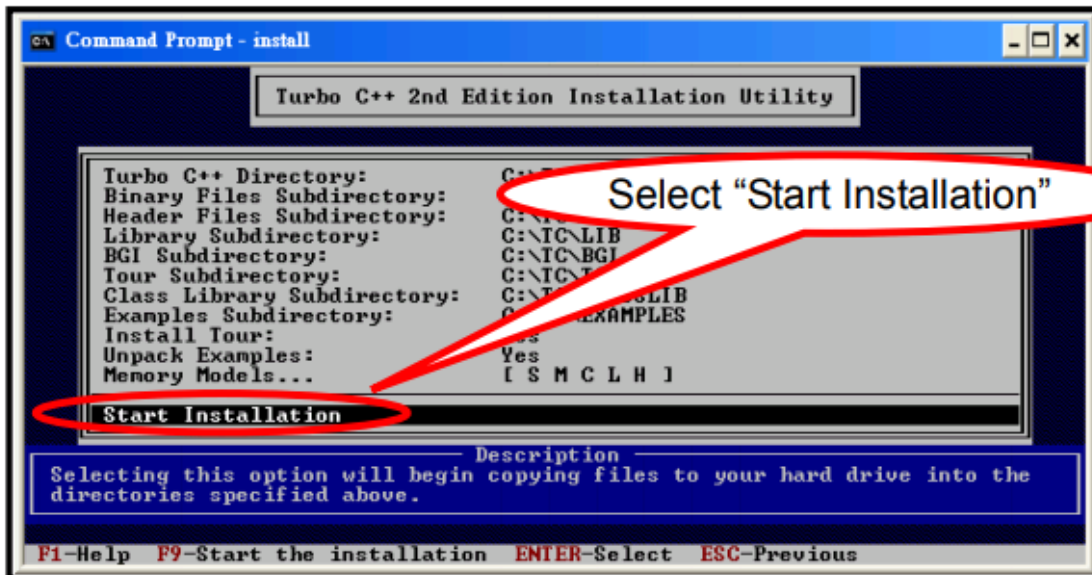 Command Prompt - install
Turbo C++ 2nd Edition Installation Utility
Turbo C++ Directory:
Binary Files Subdirectory:
Header Files Subdirectory:
Select “Start Installation”
Library Subdirectory: C:\TC\LIB
BGI Subdirectory: C:\TC\BGI
Tour Subdirectory:
Class Library Subdirectory:
Examples Subdirectory:
Install Tour:
Unpack Examples: Yes
Memory Models... [ S M C L H ]
Start Installation
Description
Selecting this option will begin copying files to your hard drive into the
directories specified above.
F1-Help F9-Start the installation ENTER-Select ESC-Previous